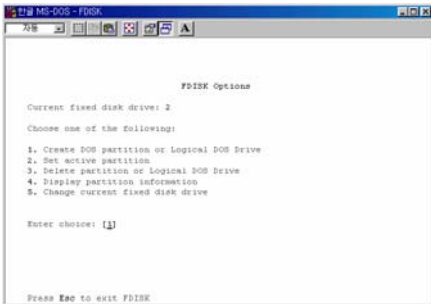 한글 MS-DOS - FDISK
자동
A
FDISK Options
Current fixed disk drive: 2
Choose one of the following:
1. Create DOS partition or Logical DOS Drive
2. Set active partition
3. Delete partition or Logical DOS Drive
4. Display partition information
5. Change current fixed disk drive
Enter choice: [1]
Press Esc to exit FDISK